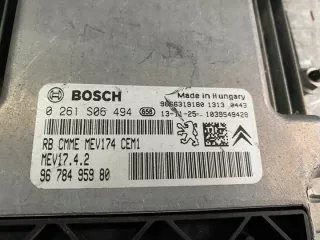 BOSCH
Made in Hungary
0 261 S06 494
9666319180 1313 0443
13-11-25- 1039549428
RB CMME MEV174 CEM1
MEV17.4.2
96 784 959 80